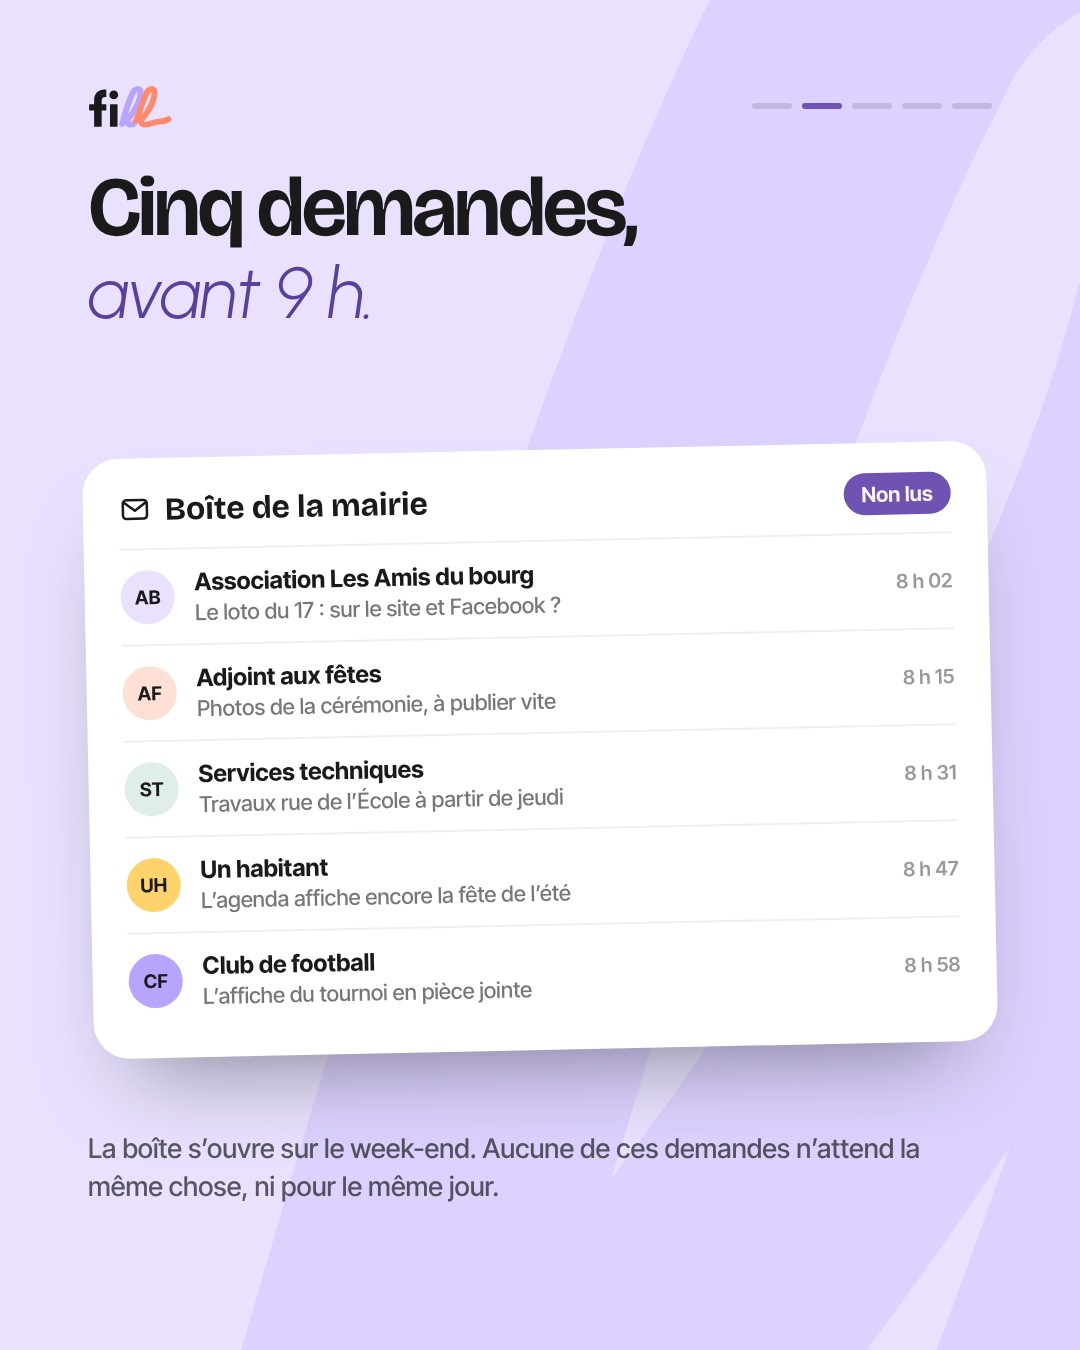 fill
Cinq demandes,
avant 9 h.
Boîte de la mairie
Non lus
AB
Association Les Amis du bourg
8 h 02
Le loto du 17 : sur le site et Facebook ?
AF
Adjoint aux fêtes
8 h 15
Photos de la cérémonie, à publier vite
ST
Services techniques
8 h 31
Travaux rue de l’École à partir de jeudi
UH
Un habitant
8 h 47
L’agenda affiche encore la fête de l’été
CF
Club de football
8 h 58
L’affiche du tournoi en pièce jointe
La boîte s’ouvre sur le week-end. Aucune de ces demandes n’attend la
même chose, ni pour le même jour.